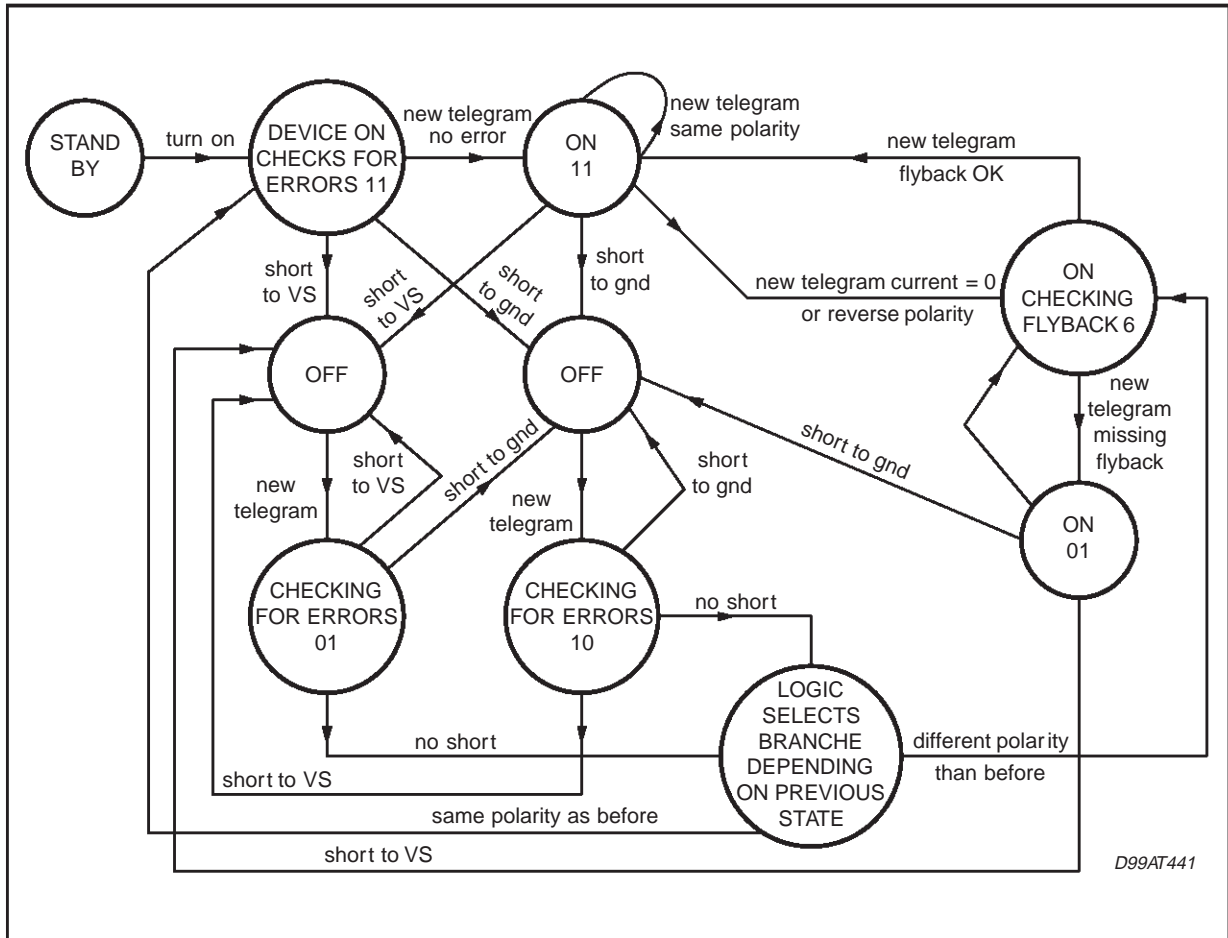 STAND
BY
turn on
DEVICE ON
CHECKS FOR
ERRORS 11
new telegram
no error
ON
11
new telegram
same polarity
new telegram
flyback OK
short
to VS
short
to VS
short
to gnd
short
to gnd
new telegram current = 0
or reverse polarity
ON
CHECKING
FLYBACK 6
OFF
OFF
new
telegram
missing
flyback
short to gnd
new
telegram
short
to VS
short to gnd
new
telegram
short
to gnd
ON
01
CHECKING
FOR ERRORS
01
CHECKING
FOR ERRORS
10
no short
LOGIC
SELECTS
BRANCHE
DEPENDING
ON PREVIOUS
STATE
no short
different polarity
than before
short to VS
same polarity as before
short to VS
D99AT441